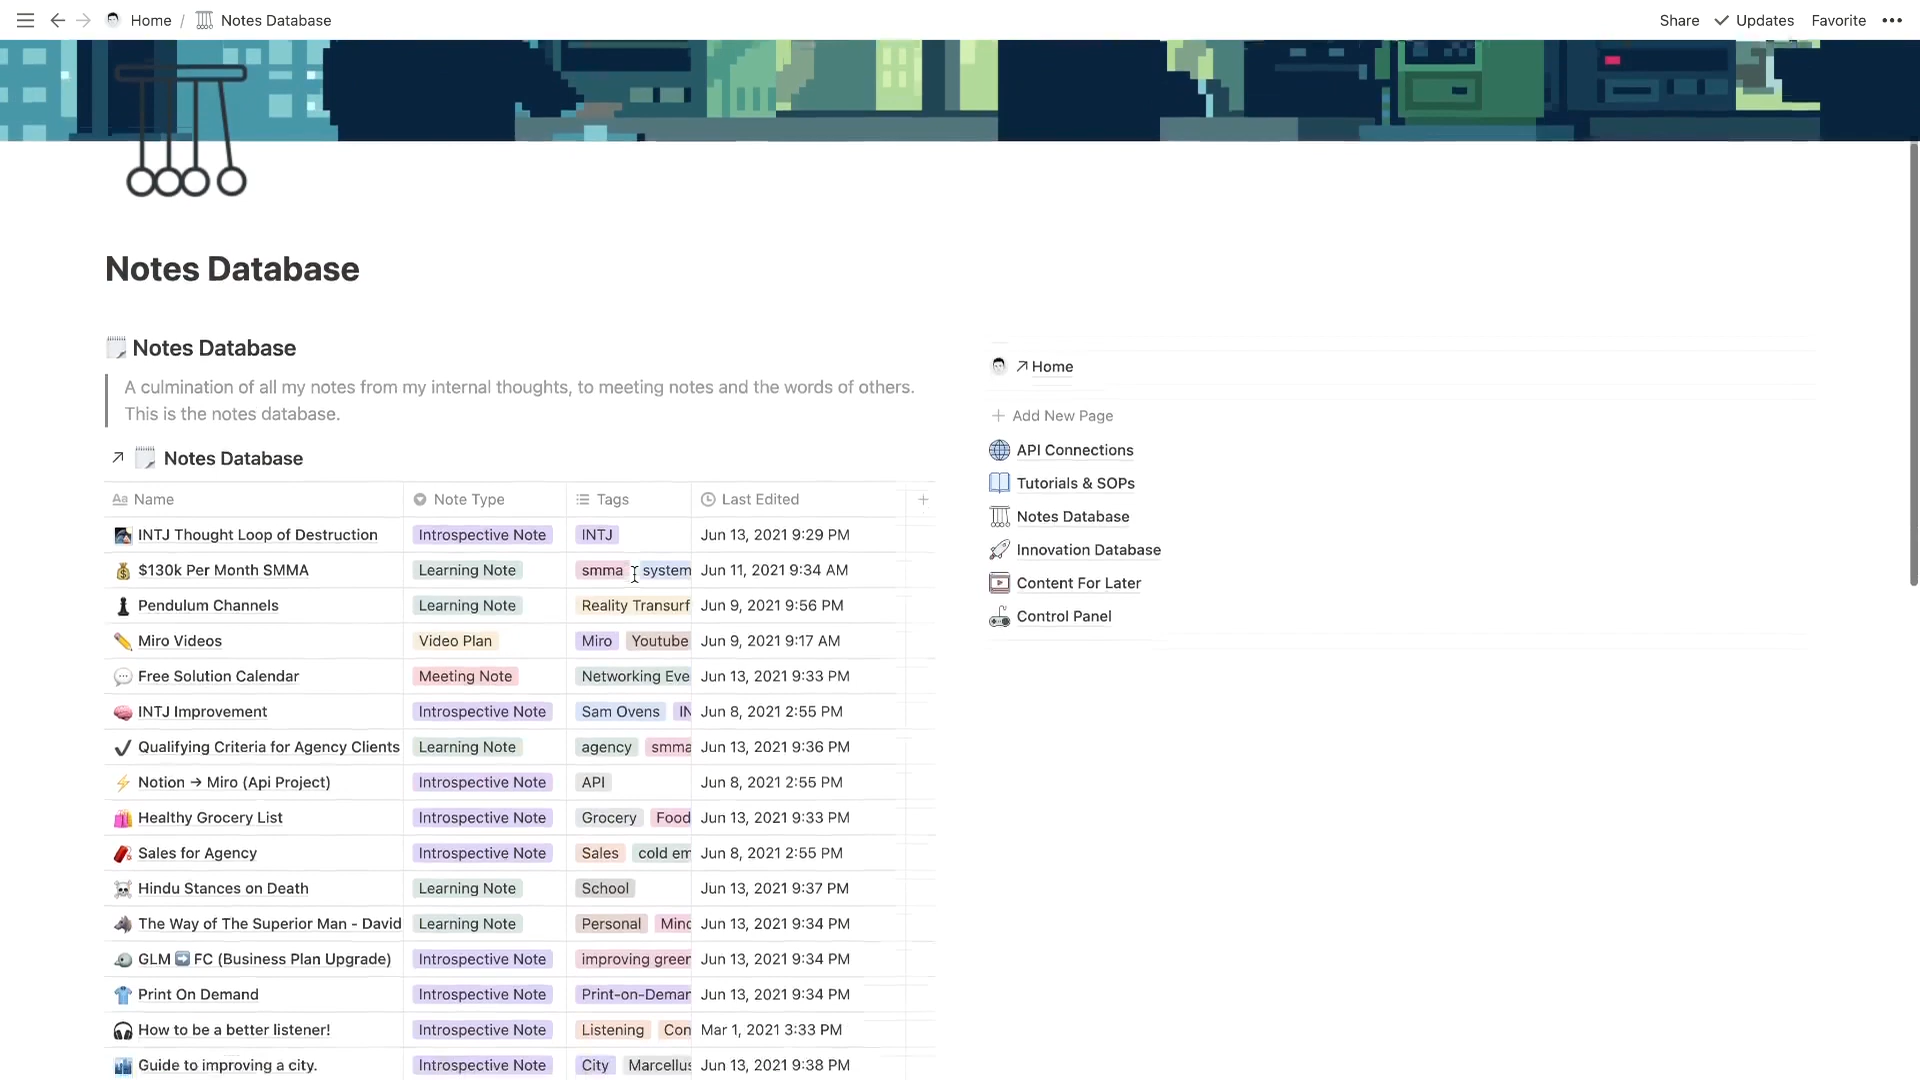 Home / Notes Database
Share Updates Favorite •••
Notes Database
Notes Database
A culmination of all my notes from my internal thoughts, to meeting notes and the words of others.
This is the notes database.
Notes Database
Aa Name Note Type Tags Last Edited
INTJ Thought Loop of Destruction Introspective Note INTJ Jun 13, 2021 9:29 PM
$130k Per Month SMMA Learning Note smma system Jun 11, 2021 9:34 AM
Pendulum Channels Learning Note Reality Transurf Jun 9, 2021 9:56 PM
Miro Videos Video Plan Miro Youtube Jun 9, 2021 9:17 AM
Free Solution Calendar Meeting Note Networking Eve Jun 13, 2021 9:33 PM
INTJ Improvement Introspective Note Sam Ovens IN Jun 8, 2021 2:55 PM
Qualifying Criteria for Agency Clients Learning Note agency smma Jun 13, 2021 9:36 PM
Notion → Miro (Api Project) Introspective Note API Jun 8, 2021 2:55 PM
Healthy Grocery List Introspective Note Grocery Food Jun 13, 2021 9:33 PM
Sales for Agency Introspective Note Sales cold em Jun 8, 2021 2:55 PM
Hindu Stances on Death Learning Note School Jun 13, 2021 9:37 PM
The Way of The Superior Man - David Learning Note Personal Mind Jun 13, 2021 9:34 PM
GLM ➡️ FC (Business Plan Upgrade) Introspective Note improving green Jun 13, 2021 9:34 PM
Print On Demand Introspective Note Print-on-Deman Jun 13, 2021 9:34 PM
How to be a better listener! Introspective Note Listening Con Mar 1, 2021 3:33 PM
Guide to improving a city. Introspective Note City Marcellus Jun 13, 2021 9:38 PM
Home
Add New Page
API Connections
Tutorials & SOPs
Notes Database
Innovation Database
Content For Later
Control Panel